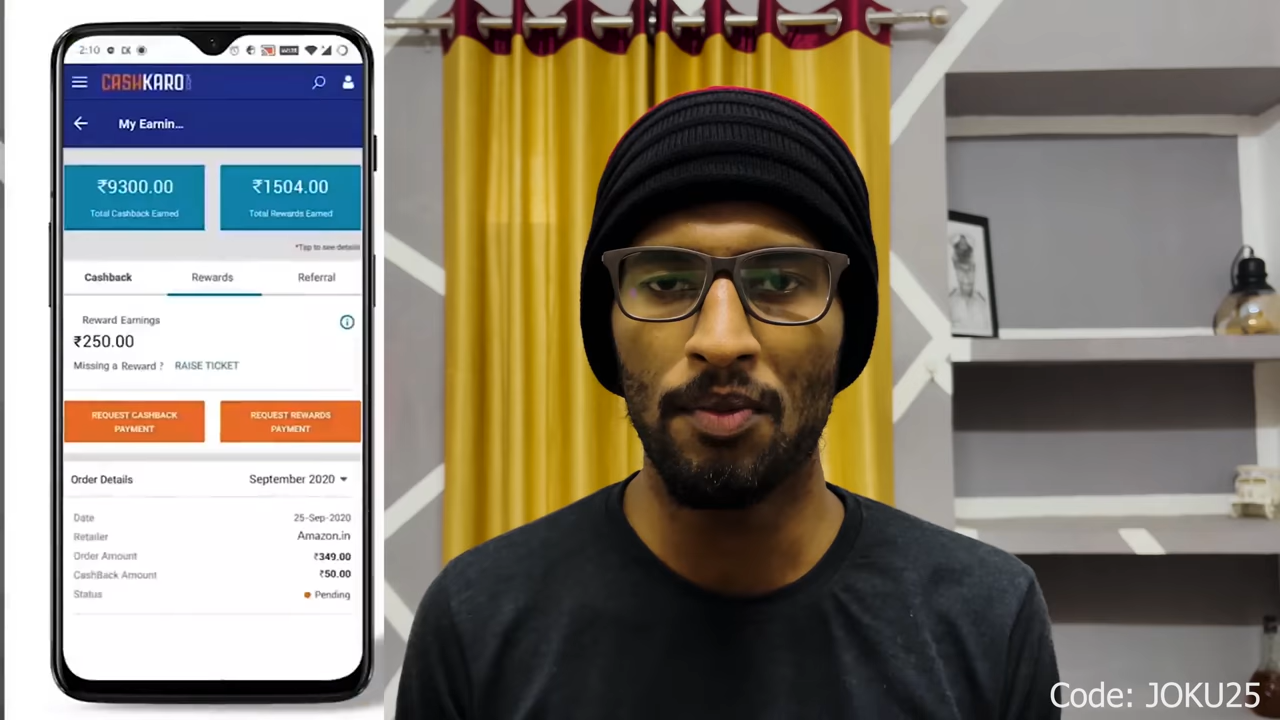 2:10
CASHKARO
My Earnin...
₹9300.00
Total Cashback Earned
₹1504.00
Total Rewards Earned
*Tap to see details
Cashback Rewards Referral
Reward Earnings
₹250.00
Missing a Reward ? RAISE TICKET
REQUEST CASHBACK
PAYMENT
REQUEST REWARDS
PAYMENT
Order Details September 2020
Date 25-Sep-2020
Retailer Amazon.in
Order Amount ₹349.00
CashBack Amount ₹50.00
Status Pending
Code: JOKU25